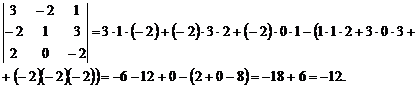 | 3 −2 1 |
| −2 1 3 | = 3·1·(−2)+(−2)·3·2+(−2)·0·1−(1·1·2+3·0·3+
| 2 0 −2 |
+(−2)(−2)(−2))=−6−12+0−(2+0−8)=−18+6=−12.